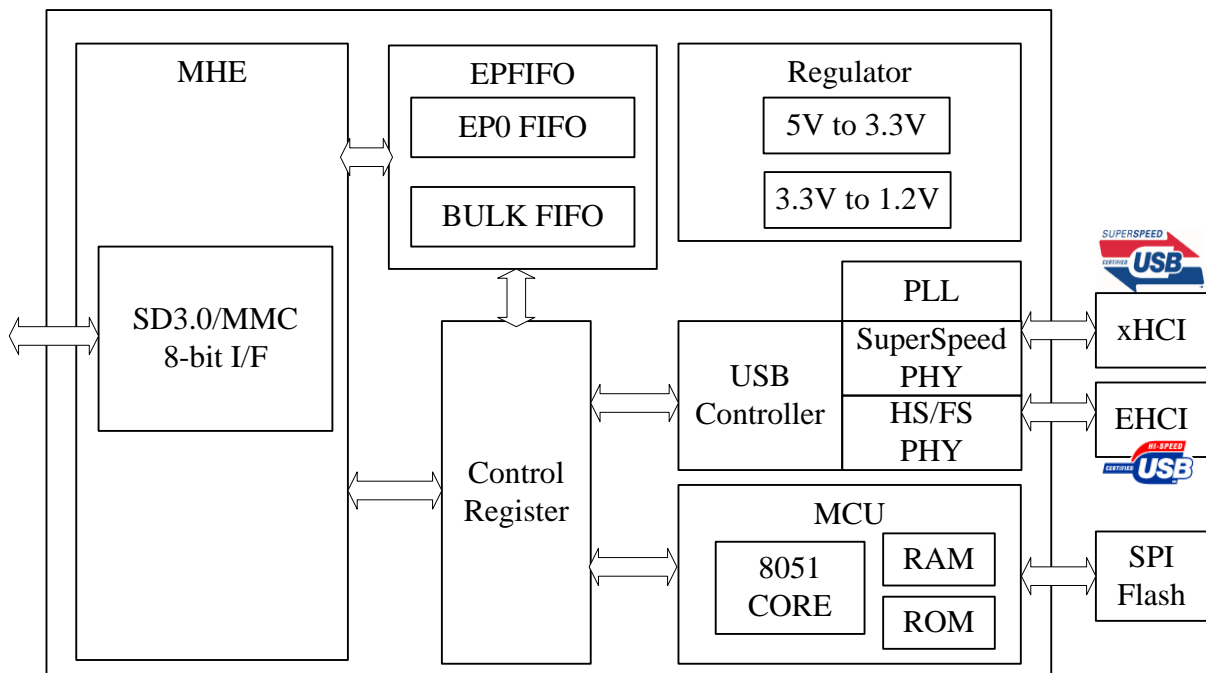 MHE
SD3.0/MMC
8-bit I/F
EPFIFO
EP0 FIFO
BULK FIFO
Regulator
5V to 3.3V
3.3V to 1.2V
Control
Register
USB
Controller
PLL
SuperSpeed
PHY
HS/FS
PHY
MCU
8051
CORE
RAM
ROM
SUPERSPEED
CERTIFIED
USB
xHCI
EHCI
HI-SPEED
CERTIFIED
USB
SPI
Flash